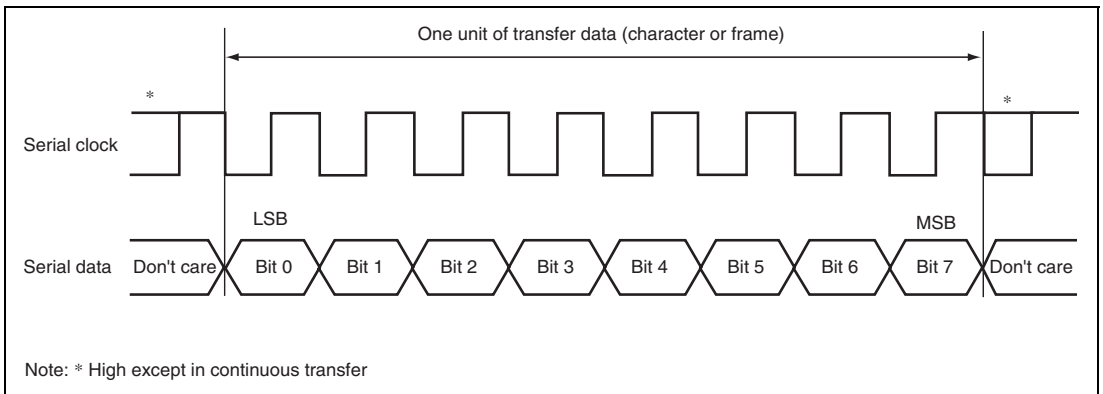 One unit of transfer data (character or frame)
*
*
Serial clock
LSB
MSB
Serial data
Don't care
Bit 0
Bit 1
Bit 2
Bit 3
Bit 4
Bit 5
Bit 6
Bit 7
Don't care
Note: * High except in continuous transfer